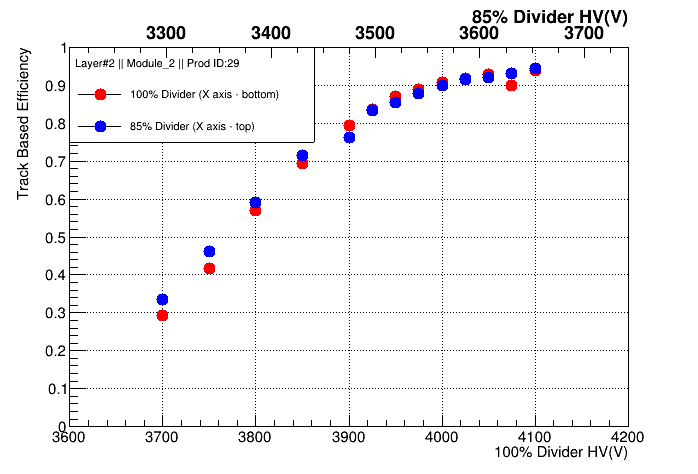 85% Divider HV(V)
3300 3400 3500 3600 3700
Track Based Efficiency
1
0.9
0.8
0.7
0.6
0.5
0.4
0.3
0.2
0.1
0
Layer#2 || Module_2 || Prod ID:29
100% Divider (X axis - bottom)
85% Divider (X axis - top)
3600 3700 3800 3900 4000 4100 4200
100% Divider HV(V)